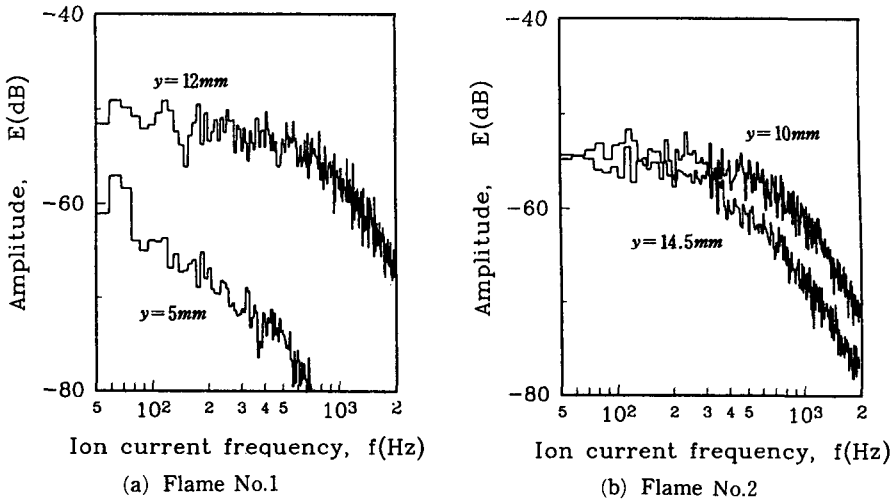 −40
−60
−80
Amplitude, E(dB)
y=12mm
y=5mm
5 10² 2 3 4 5 10³ 2
Ion current frequency, f(Hz)
(a) Flame No.1
−40
−60
−80
Amplitude, E(dB)
y=10mm
y=14.5mm
5 10² 2 3 4 5 10³ 2
Ion current frequency, f(Hz)
(b) Flame No.2